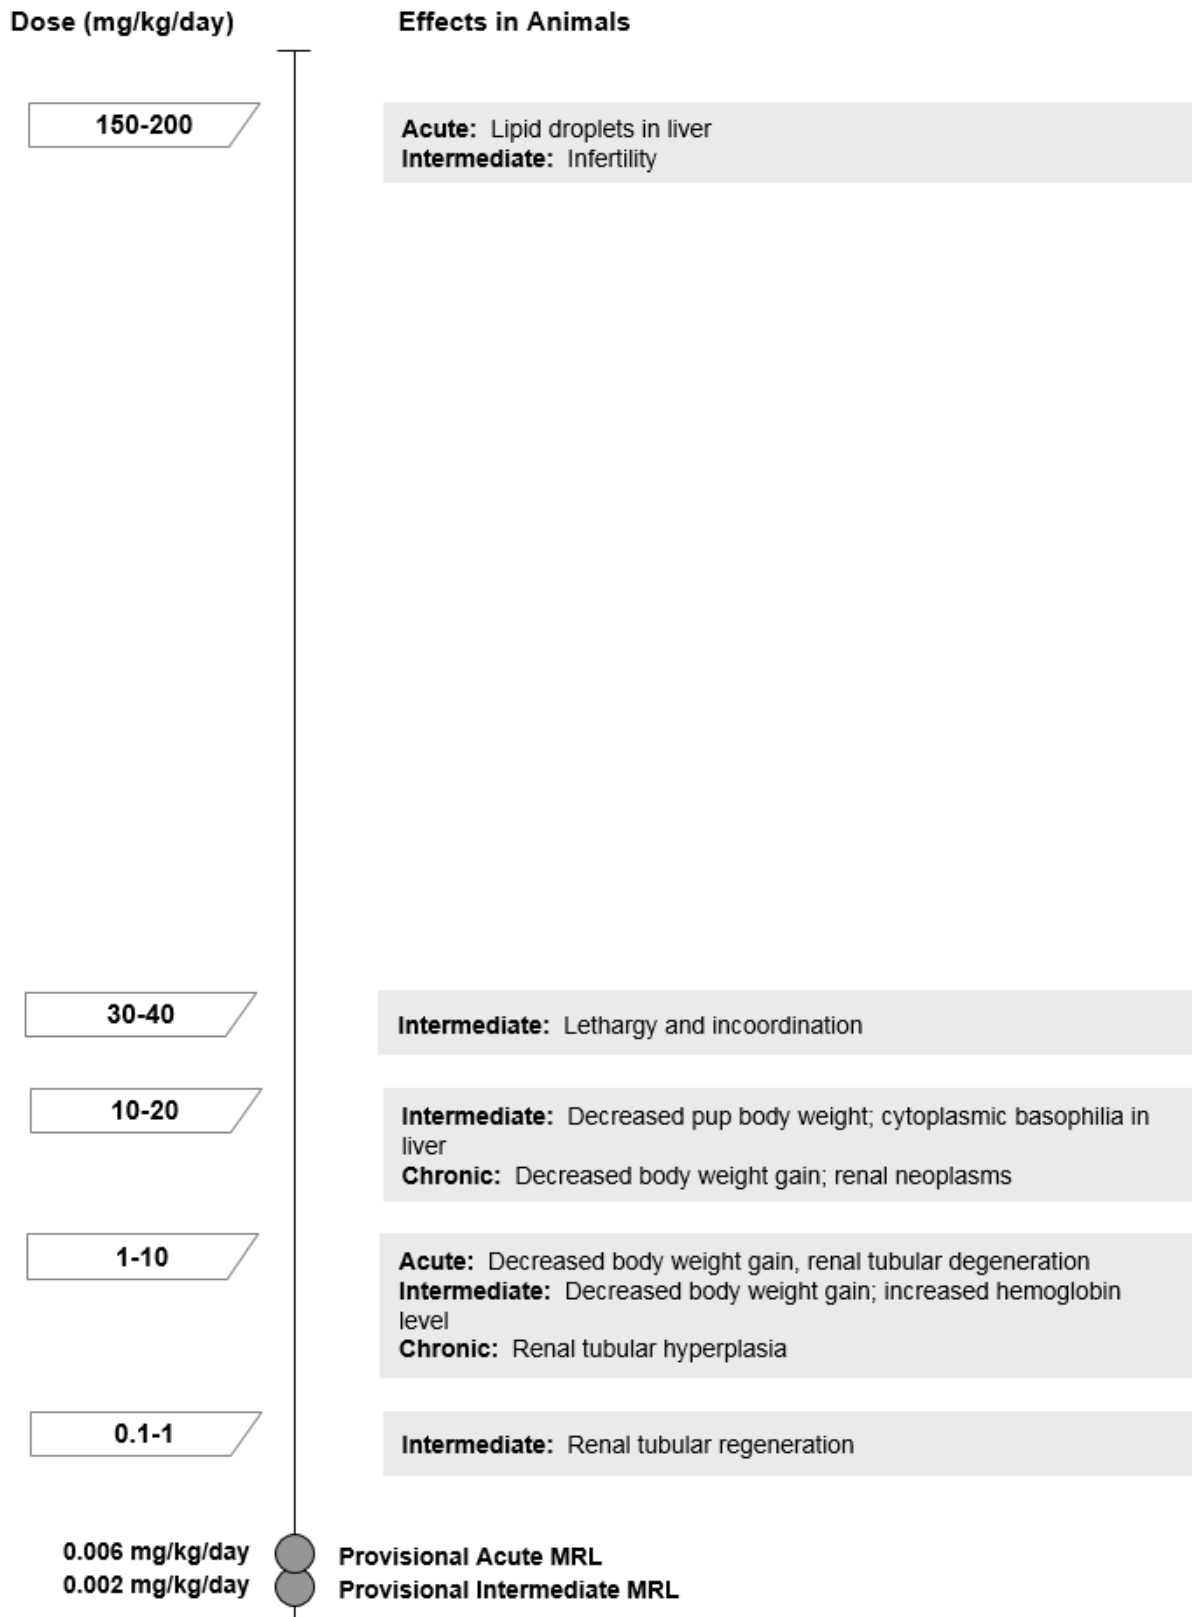 Dose (mg/kg/day) Effects in Animals
150-200
Acute: Lipid droplets in liver
Intermediate: Infertility
30-40
Intermediate: Lethargy and incoordination
10-20
Intermediate: Decreased pup body weight; cytoplasmic basophilia in
liver
Chronic: Decreased body weight gain; renal neoplasms
1-10
Acute: Decreased body weight gain, renal tubular degeneration
Intermediate: Decreased body weight gain; increased hemoglobin
level
Chronic: Renal tubular hyperplasia
0.1-1
Intermediate: Renal tubular regeneration
0.006 mg/kg/day Provisional Acute MRL
0.002 mg/kg/day Provisional Intermediate MRL